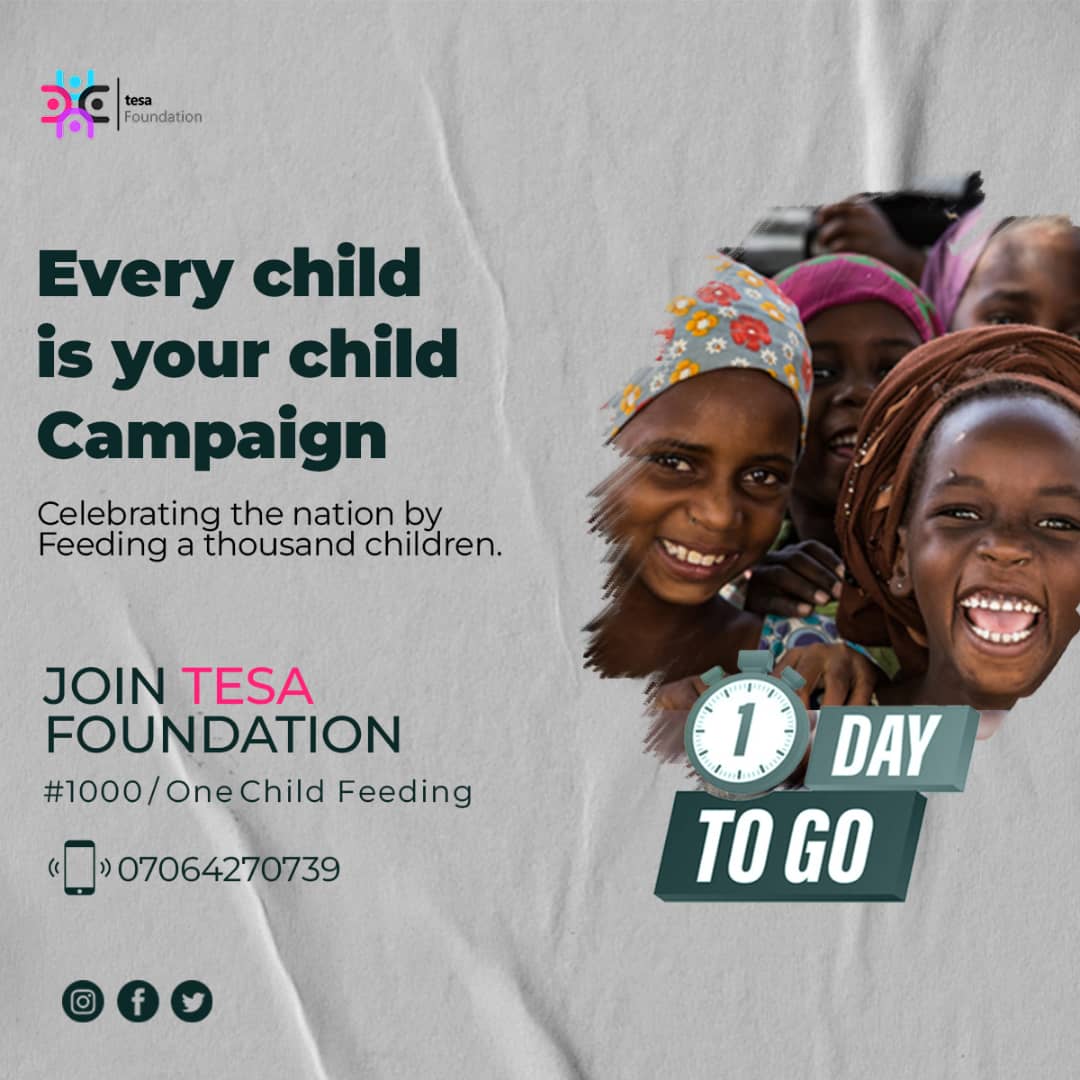 tesa
Foundation
Every child
is your child
Campaign
Celebrating the nation by
Feeding a thousand children.
JOIN TESA
FOUNDATION
#1000/One Child Feeding
07064270739
1 DAY
TO GO